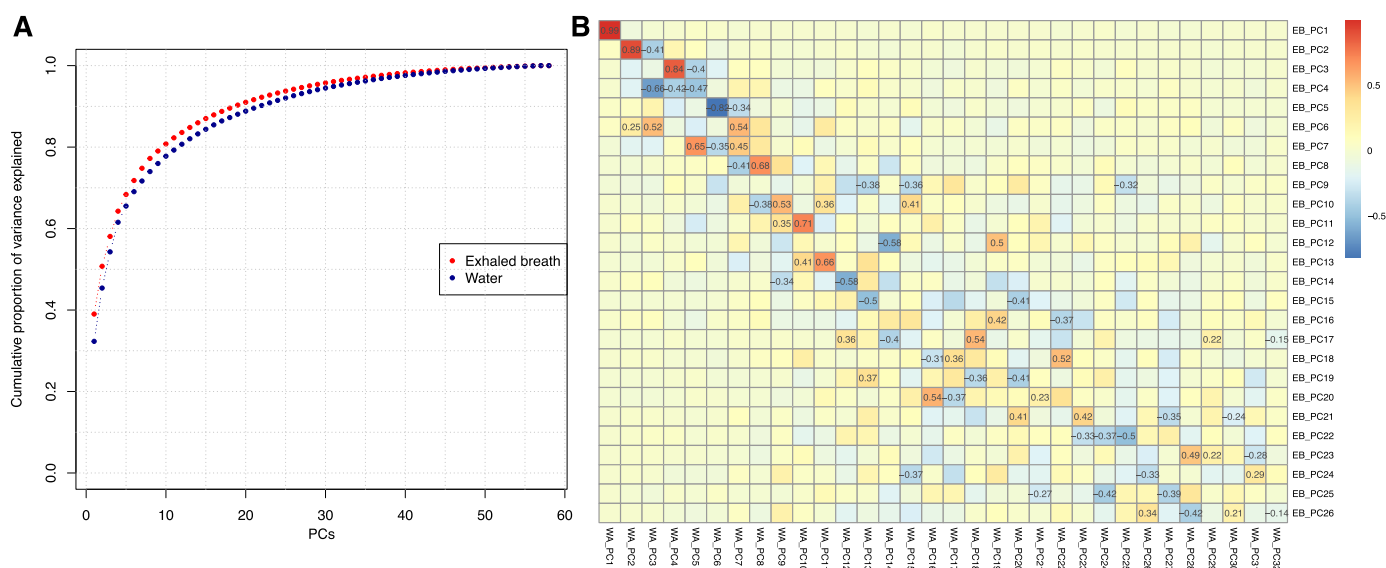 A
B
Cumulative proportion of variance explained
0.0
0.2
0.4
0.6
0.8
1.0
0
10
20
30
40
50
60
PCs
Exhaled breath
Water
EB_PC1
0.89 −0.41 EB_PC2
0.84 −0.4 EB_PC3
−0.66 −0.42 −0.47 EB_PC4
−0.82 −0.34 EB_PC5
0.25 0.52 0.54 EB_PC6
0.65 −0.35 0.45 EB_PC7
−0.41 0.68 EB_PC8
−0.38 −0.36 −0.32 EB_PC9
−0.38 0.53 0.36 0.41 EB_PC10
0.35 0.71 EB_PC11
−0.58 0.5 EB_PC12
0.41 0.66 EB_PC13
−0.34 −0.58 EB_PC14
−0.5 −0.41 EB_PC15
0.42 −0.37 EB_PC16
0.36 −0.4 0.54 0.22 −0.15 EB_PC17
−0.31 0.36 0.52 EB_PC18
0.37 −0.36 −0.41 EB_PC19
0.54 −0.37 0.23 EB_PC20
0.41 0.42 −0.35 −0.24 EB_PC21
−0.33 −0.37 −0.5 EB_PC22
0.49 0.22 −0.28 EB_PC23
−0.37 −0.33 0.29 EB_PC24
−0.27 −0.42 −0.39 EB_PC25
0.34 −0.42 0.21 −0.14 EB_PC26
WA_PC1
WA_PC2
WA_PC3
WA_PC4
WA_PC5
WA_PC6
WA_PC7
WA_PC8
WA_PC9
0.5
0
−0.5